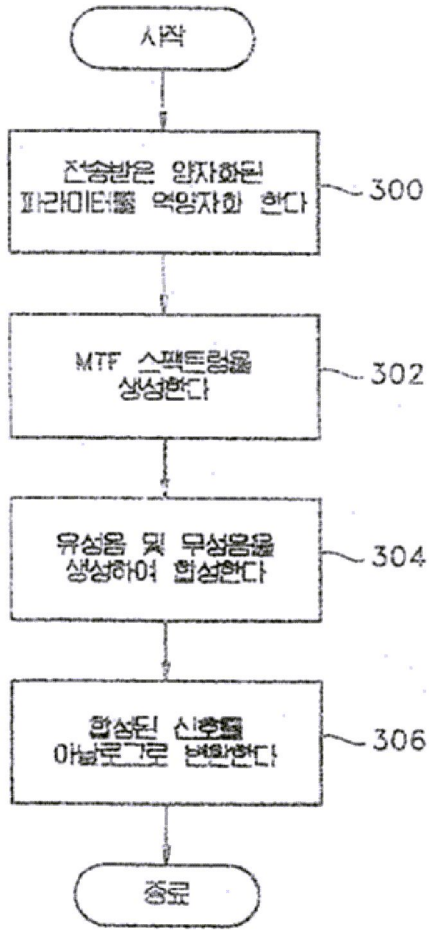 시작
전송받은 양자화된
파라미터를 역양자화 한다
300
MTF 스펙트럼을
생성한다
302
유성음 및 무성음을
생성하여 합성한다
304
합성된 신호를
아날로그로 변환한다
306
종료